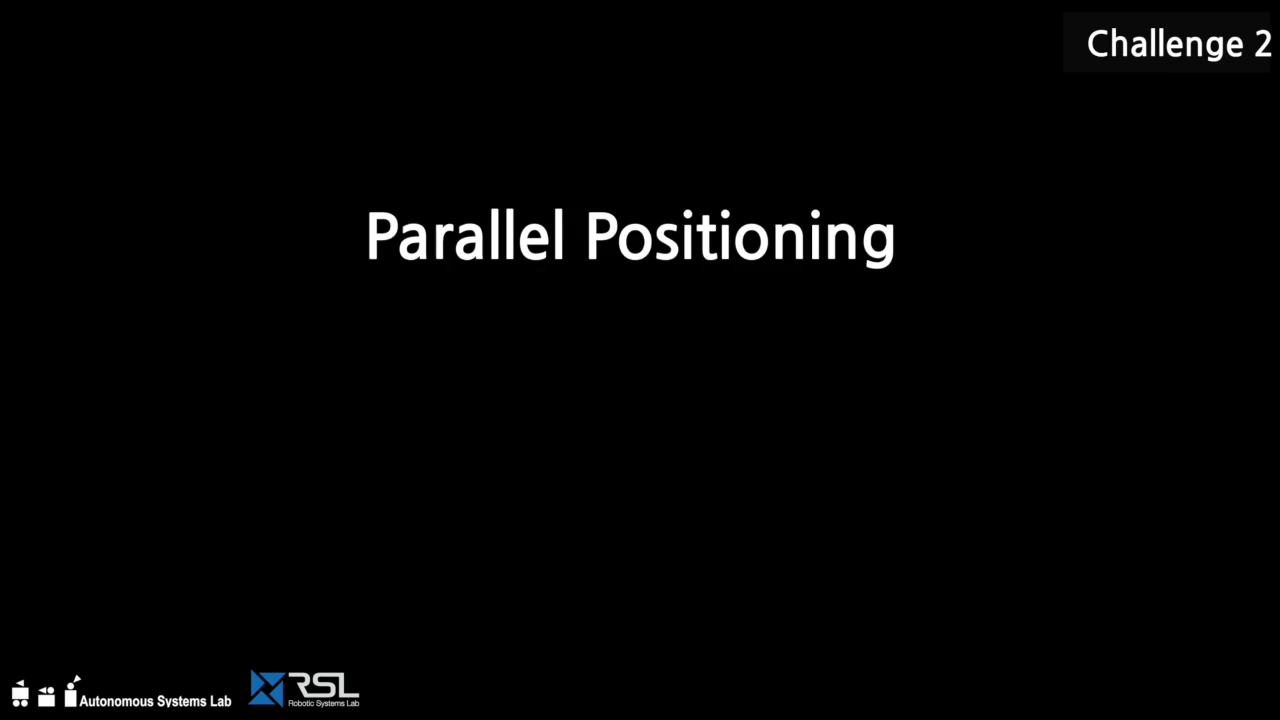 Challenge 2
Parallel Positioning
Autonomous Systems Lab
RSL
Robotic Systems Lab